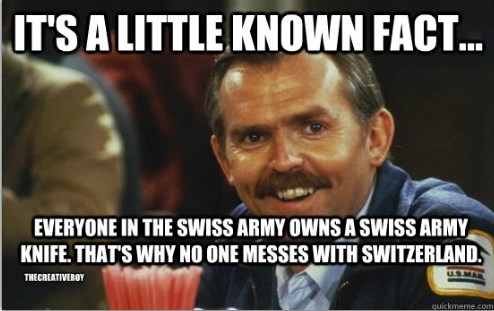 IT'S A LITTLE KNOWN FACT...
EVERYONE IN THE SWISS ARMY OWNS A SWISS ARMY
KNIFE. THAT'S WHY NO ONE MESSES WITH SWITZERLAND.
THECREATIVEROY
U.S.MAIL
quickmeme.com